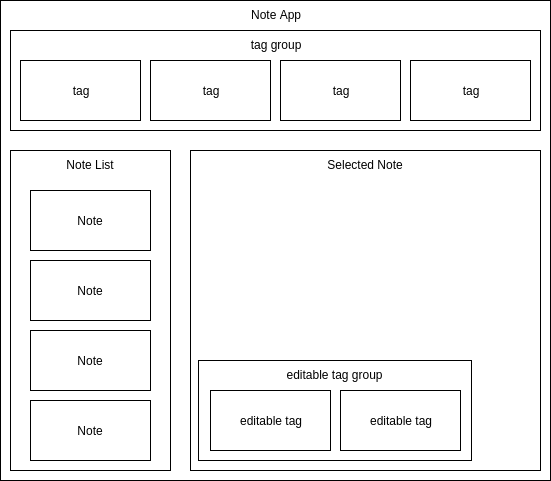 Note App
tag group
tag tag tag tag
Note List
Note
Note
Note
Note
Selected Note
editable tag group
editable tag editable tag